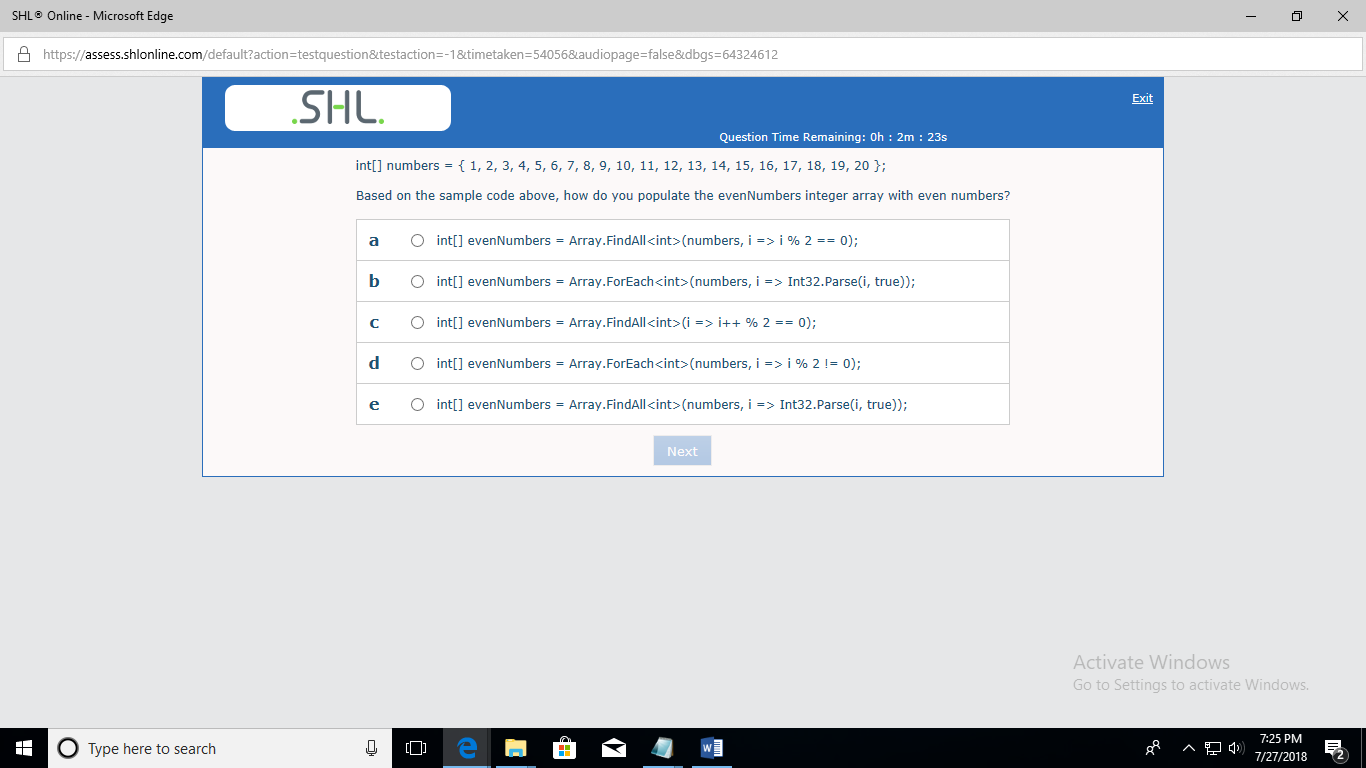 SHL® Online - Microsoft Edge
https://assess.shlonline.com/default?action=testquestion&testaction=-1&timetaken=54056&audiopage=false&dbgs=64324612
SHL
Exit
Question Time Remaining: 0h : 2m : 23s
int[] numbers = { 1, 2, 3, 4, 5, 6, 7, 8, 9, 10, 11, 12, 13, 14, 15, 16, 17, 18, 19, 20 };
Based on the sample code above, how do you populate the evenNumbers integer array with even numbers?
a int[] evenNumbers = Array.FindAll<int>(numbers, i => i % 2 == 0);
b int[] evenNumbers = Array.ForEach<int>(numbers, i => Int32.Parse(i, true));
c int[] evenNumbers = Array.FindAll<int>(i => i++ % 2 == 0);
d int[] evenNumbers = Array.ForEach<int>(numbers, i => i % 2 != 0);
e int[] evenNumbers = Array.FindAll<int>(numbers, i => Int32.Parse(i, true));
Next
Activate Windows
Go to Settings to activate Windows.
Type here to search
7:25 PM
7/27/2018
2